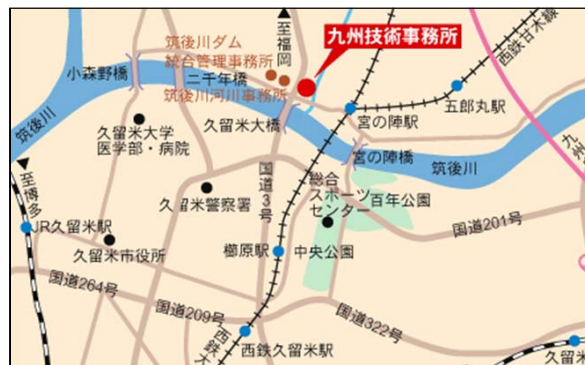 至福岡
九州技術事務所
西鉄甘木線
筑後川ダム
統合管理事務所
筑後川河川事務所
小森野橋
二千年橋
五郎丸駅
筑後川
久留米大学
医学部・病院
久留米大橋
宮の陣駅
宮の陣橋
筑後川
九州
至博多
国道3号
総合
スポーツ
センター
百年公園
久留米警察署
JR久留米駅
久留米市役所
櫛原駅
中央公園
国道201号
国道264号
国道209号
国道322号
西鉄大
西鉄久留米駅
久留米